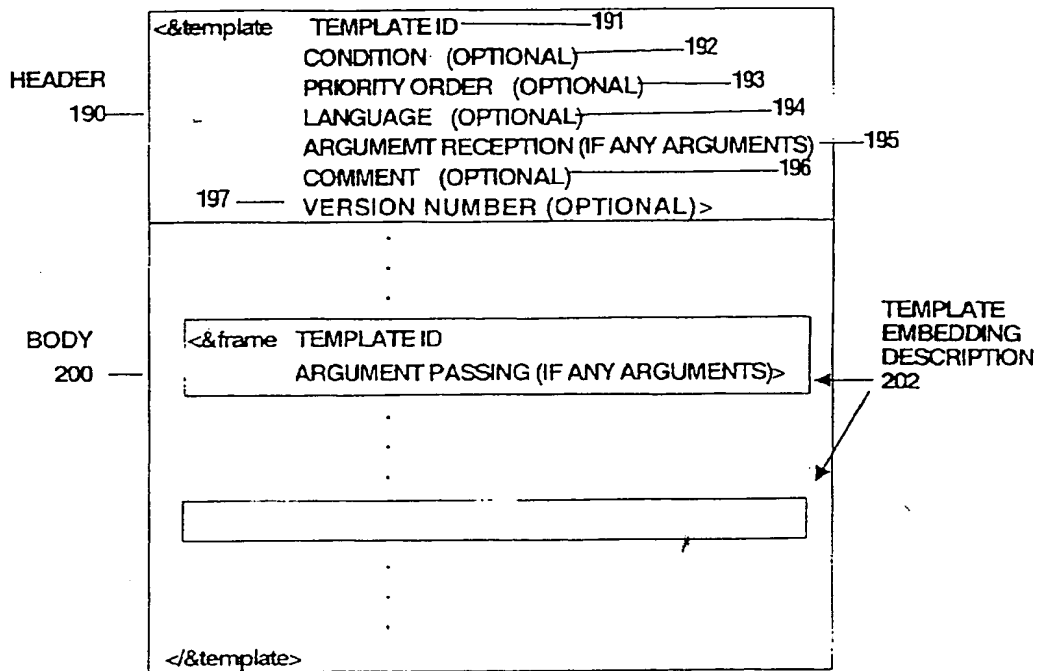 <&template TEMPLATE ID 191
CONDITION (OPTIONAL) 192
HEADER
PRIORITY ORDER (OPTIONAL) 193
190
LANGUAGE (OPTIONAL) 194
ARGUMEMT RECEPTION (IF ANY ARGUMENTS) 195
COMMENT (OPTIONAL) 196
197 VERSION NUMBER (OPTIONAL)>
BODY
200
<&frame TEMPLATE ID
ARGUMENT PASSING (IF ANY ARGUMENTS)>
TEMPLATE
EMBEDDING
DESCRIPTION
202
</&template>